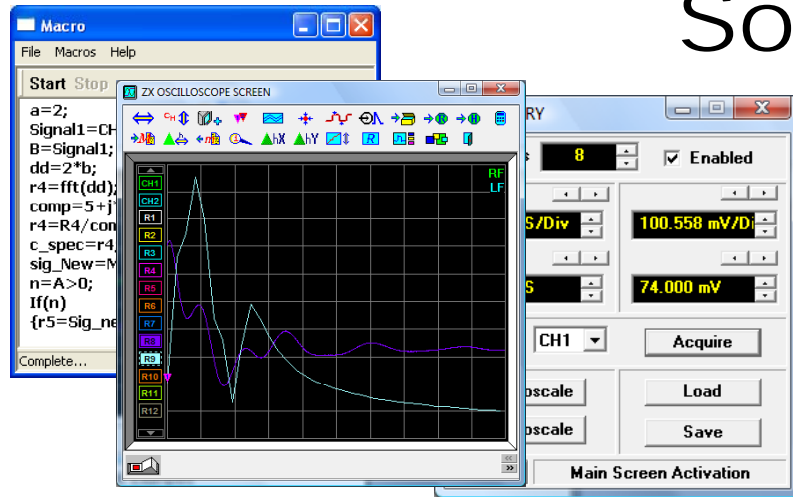 So
Macro
File Macros Help
Start Stop
a=2;
Signal1=CH
B=Signal1;
dd=2*b;
r4=fft(dd);
comp=5+j*
r4=R4/con
c_spec=r4,
sig_New=M
n=A>0;
If(n)
{r5=Sig_ne
Complete...
ZX OSCILLOSCOPE SCREEN
RF
LF
CH1
CH2
R1
R2
R3
R4
R5
R6
R7
R8
R9
R10
R11
R12
RY
8
Enabled
S/Div
100.558 mV/Di
S
74.000 mV
CH1
Acquire
oscale
Load
oscale
Save
Main Screen Activation